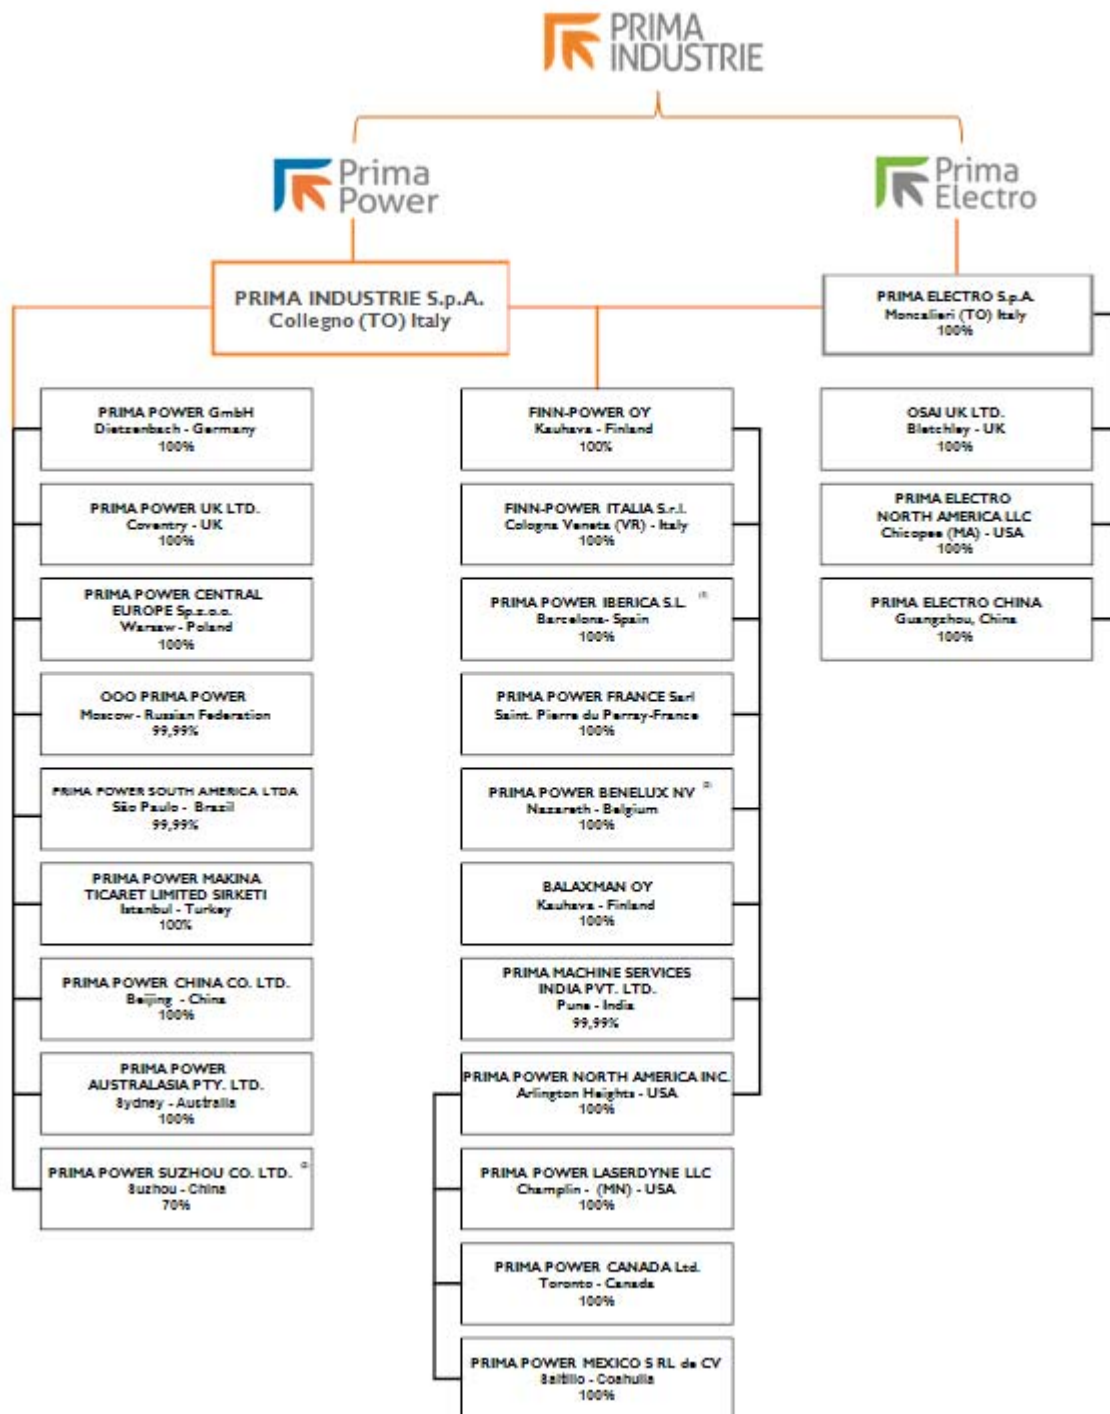 PRIMA
INDUSTRIE
Prima
Power
Prima
Electro
PRIMA INDUSTRIE S.p.A.
Collegno (TO) Italy
PRIMA ELECTRO S.p.A.
Moncalieri (TO) Italy
100%
PRIMA POWER GmbH
Dietzenbach - Germany
100%
PRIMA POWER UK LTD.
Coventry - UK
100%
PRIMA POWER CENTRAL
EUROPE Sp.z.o.o.
Warsaw - Poland
100%
OOO PRIMA POWER
Moscow - Russian Federation
99,99%
PRIMA POWER SOUTH AMERICA LTDA
São Paulo - Brazil
99,99%
PRIMA POWER MAKINA
TICARET LIMITED SIRKETI
Istanbul - Turkey
100%
PRIMA POWER CHINA CO. LTD.
Beijing - China
100%
PRIMA POWER
AUSTRALASIA PTY. LTD.
Sydney - Australia
100%
PRIMA POWER SUZHOU CO. LTD.
Suzhou - China
70%
FINN-POWER OY
Kauhava - Finland
100%
FINN-POWER ITALIA S.r.l.
Cologna Veneta (VR) - Italy
100%
PRIMA POWER IBERICA S.L.
Barcelona- Spain
100%
PRIMA POWER FRANCE Sarl
Saint. Pierre du Perray-France
100%
PRIMA POWER BENELUX NV
Nazareth - Belgium
100%
BALAXMAN OY
Kauhava - Finland
100%
PRIMA MACHINE SERVICES
INDIA PVT. LTD.
Pune - India
99,99%
PRIMA POWER NORTH AMERICA INC.
Arlington Heights - USA
100%
PRIMA POWER LASERDYNE LLC
Champlin - (MN) - USA
100%
PRIMA POWER CANADA Ltd.
Toronto - Canada
100%
PRIMA POWER MEXICO S RL de CV
Saltillo - Coahuila
100%
OSAI UK LTD.
Bletchley - UK
100%
PRIMA ELECTRO
NORTH AMERICA LLC
Chicopee (MA) - USA
100%
PRIMA ELECTRO CHINA
Guangzhou, China
100%